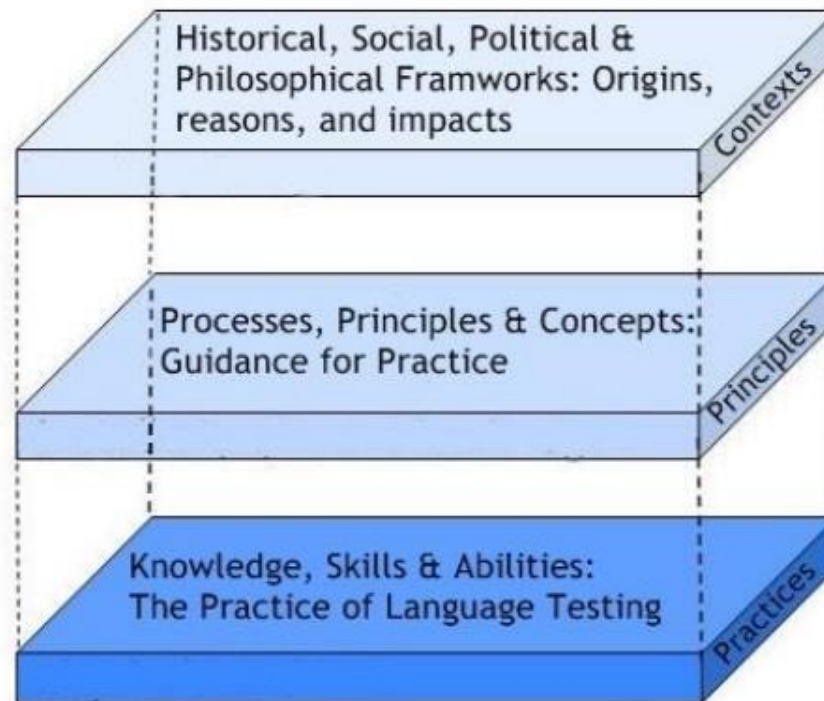 Historical, Social, Political &
Philosophical Framworks: Origins,
reasons, and impacts
Contexts
Processes, Principles & Concepts:
Guidance for Practice
Principles
Knowledge, Skills & Abilities:
The Practice of Language Testing
Practices